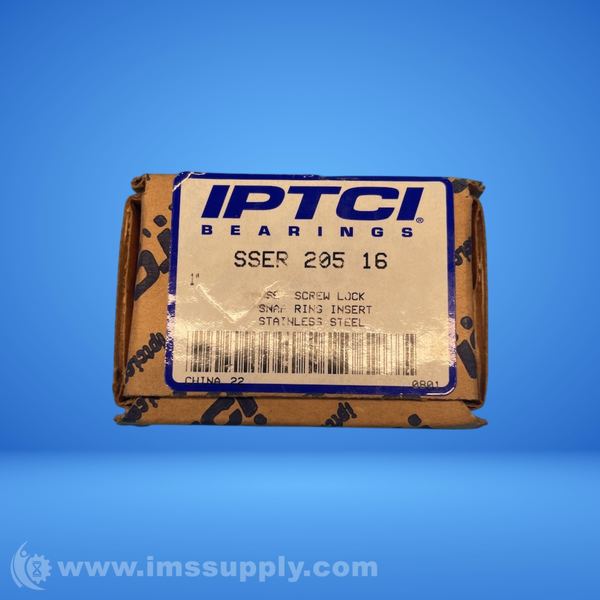 IPTCI®
BEARINGS
SSER 205 16
1"
SCREW LOCK
SNAP RING INSERT
STAINLESS STEEL
CHINA 22
0801
www.imssupply.com